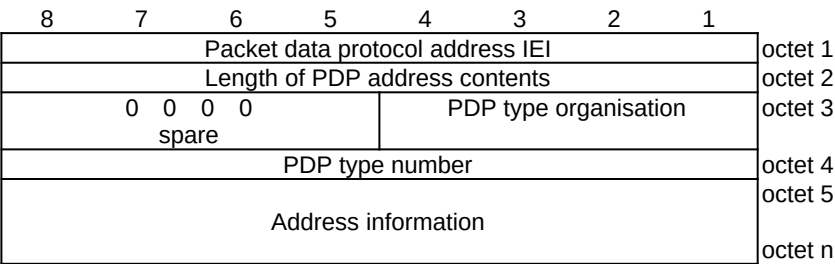 8 7 6 5 4 3 2 1
Packet data protocol address IEI octet 1
Length of PDP address contents octet 2
0 0 0 0 PDP type organisation octet 3
spare
PDP type number octet 4
octet 5
Address information
octet n